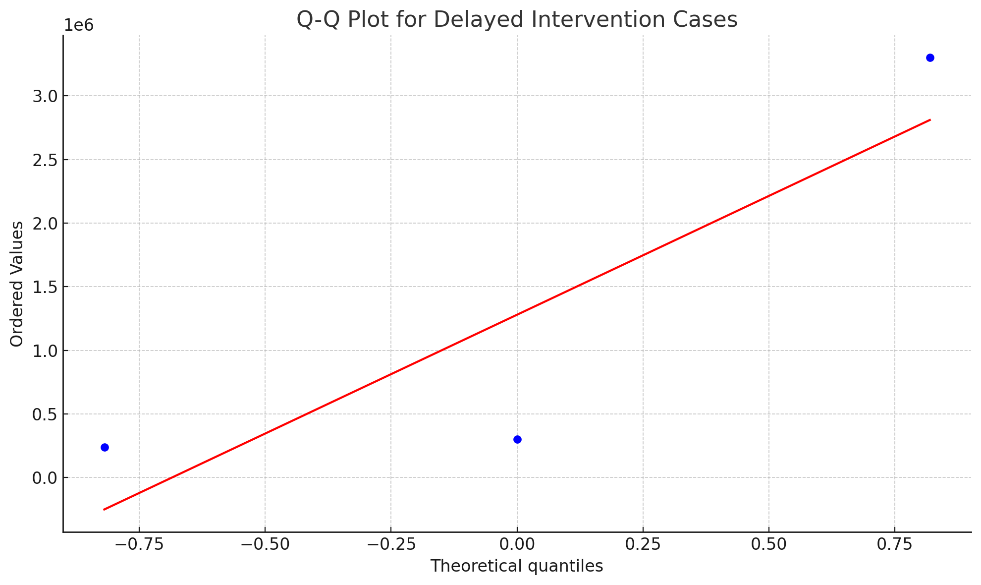 Q-Q Plot for Delayed Intervention Cases
1e6
3.0
2.5
2.0
1.5
1.0
0.5
0.0
Ordered Values
−0.75 −0.50 −0.25 0.00 0.25 0.50 0.75
Theoretical quantiles